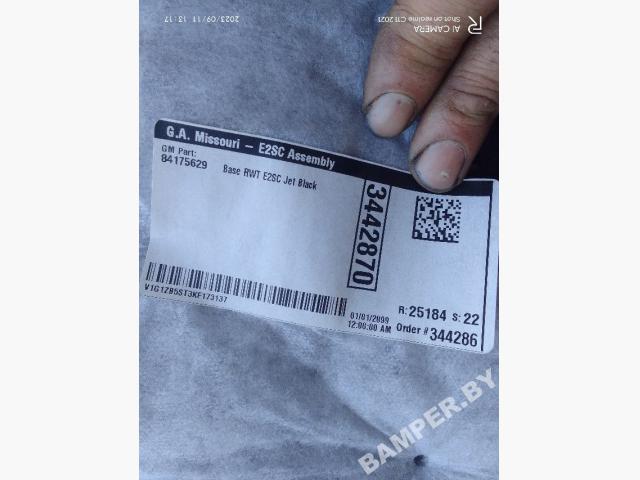 2023/09/11 13:17
Shot on realme C11 2021
AI CAMERA
G.A. Missouri – E2SC Assembly
GM Part:
84175629 Base RWT E2SC Jet Black
3442870
V1G1ZB5ST3KF173137
01/01/2099
12:00:00 AM
R: 25184 S: 22
Order # 344286
BAMPER.BY